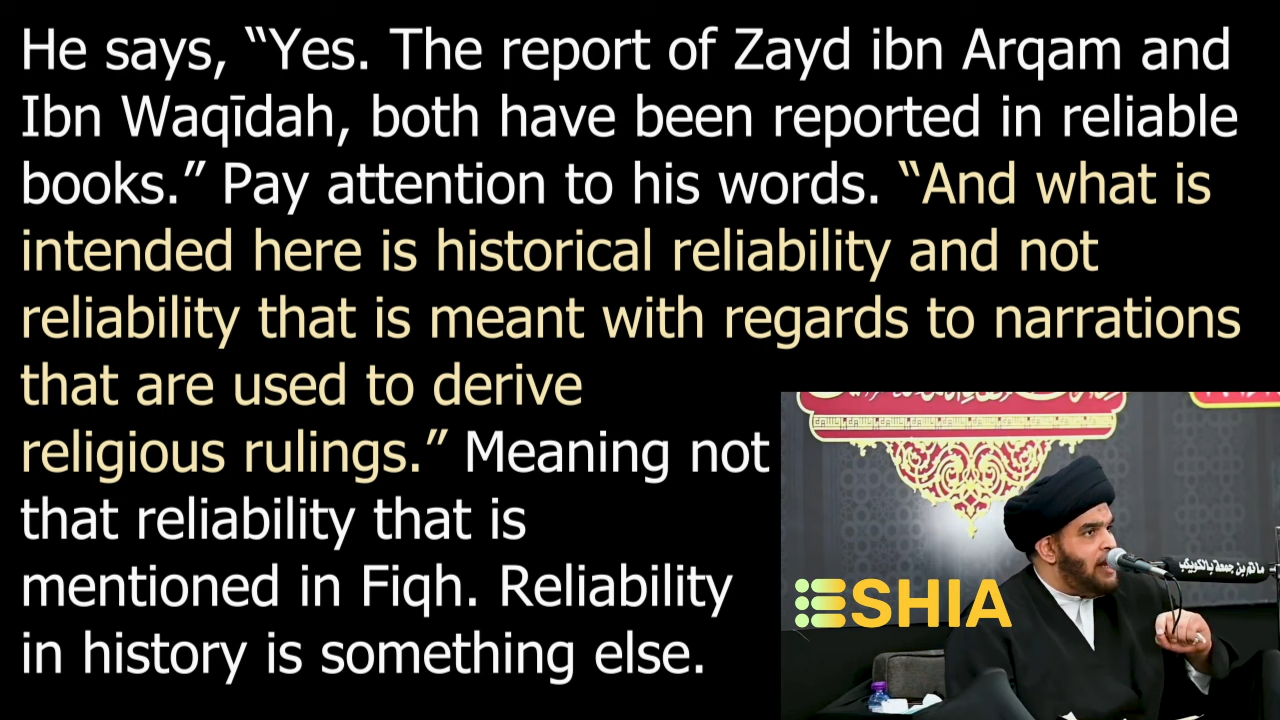 He says, “Yes. The report of Zayd ibn Arqam and
Ibn Waqīdah, both have been reported in reliable
books.” Pay attention to his words. “And what is
intended here is historical reliability and not
reliability that is meant with regards to narrations
that are used to derive
religious rulings.” Meaning not
that reliability that is
mentioned in Fiqh. Reliability
in history is something else.
SHIA